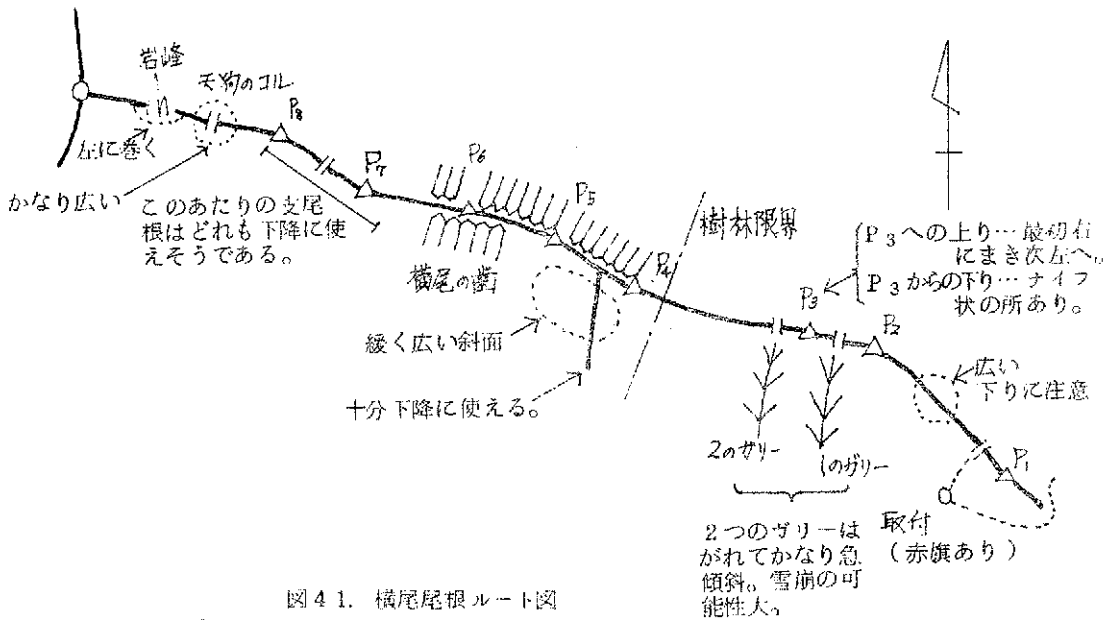 岩峰
天狗のコル
P8
左に巻く
P7
かなり広い
このあたりの支尾
根はどれも下降に使
えそうである。
P6
P5
横尾の歯
P4
樹林限界
緩く広い斜面
十分下降に使える。
P3への上り…最初右
にまき次左へ。
P3からの下り…ナイフ
状の所あり。
P3
P2
広い
下りに注意
2のガリー
1のガリー
P1
取付
(赤旗あり)
2つのヴリーは
がれてかなり急
傾斜。雪崩の可
能性大。
図41. 横尾尾根ルート図